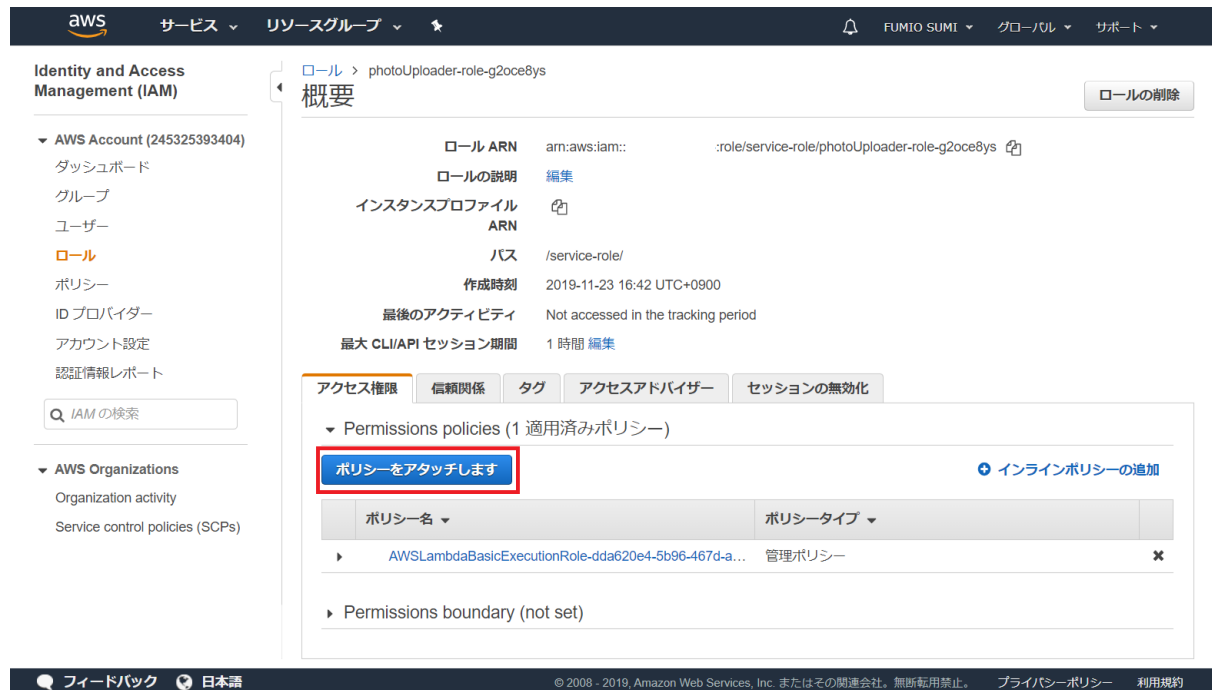 aws サービス リソースグループ FUMIO SUMI グローバル サポート
Identity and Access
Management (IAM)
AWS Account (245325393404)
ダッシュボード
グループ
ユーザー
ロール
ポリシー
ID プロバイダー
アカウント設定
認証情報レポート
IAM の検索
AWS Organizations
Organization activity
Service control policies (SCPs)
ロール > photoUploader-role-g2oce8ys
概要
ロールの削除
ロール ARN arn:aws:iam:: :role/service-role/photoUploader-role-g2oce8ys
ロールの説明 編集
インスタンスプロファイル
ARN
パス /service-role/
作成時刻 2019-11-23 16:42 UTC+0900
最後のアクティビティ Not accessed in the tracking period
最大 CLI/API セッション期間 1 時間 編集
アクセス権限 信頼関係 タグ アクセスアドバイザー セッションの無効化
Permissions policies (1 適用済みポリシー)
ポリシーをアタッチします インラインポリシーの追加
ポリシー名 ポリシータイプ
AWSLambdaBasicExecutionRole-dda620e4-5b96-467d-a... 管理ポリシー
Permissions boundary (not set)
フィードバック 日本語 © 2008 - 2019, Amazon Web Services, Inc. またはその関連会社。無断転用禁止。 プライバシーポリシー 利用規約